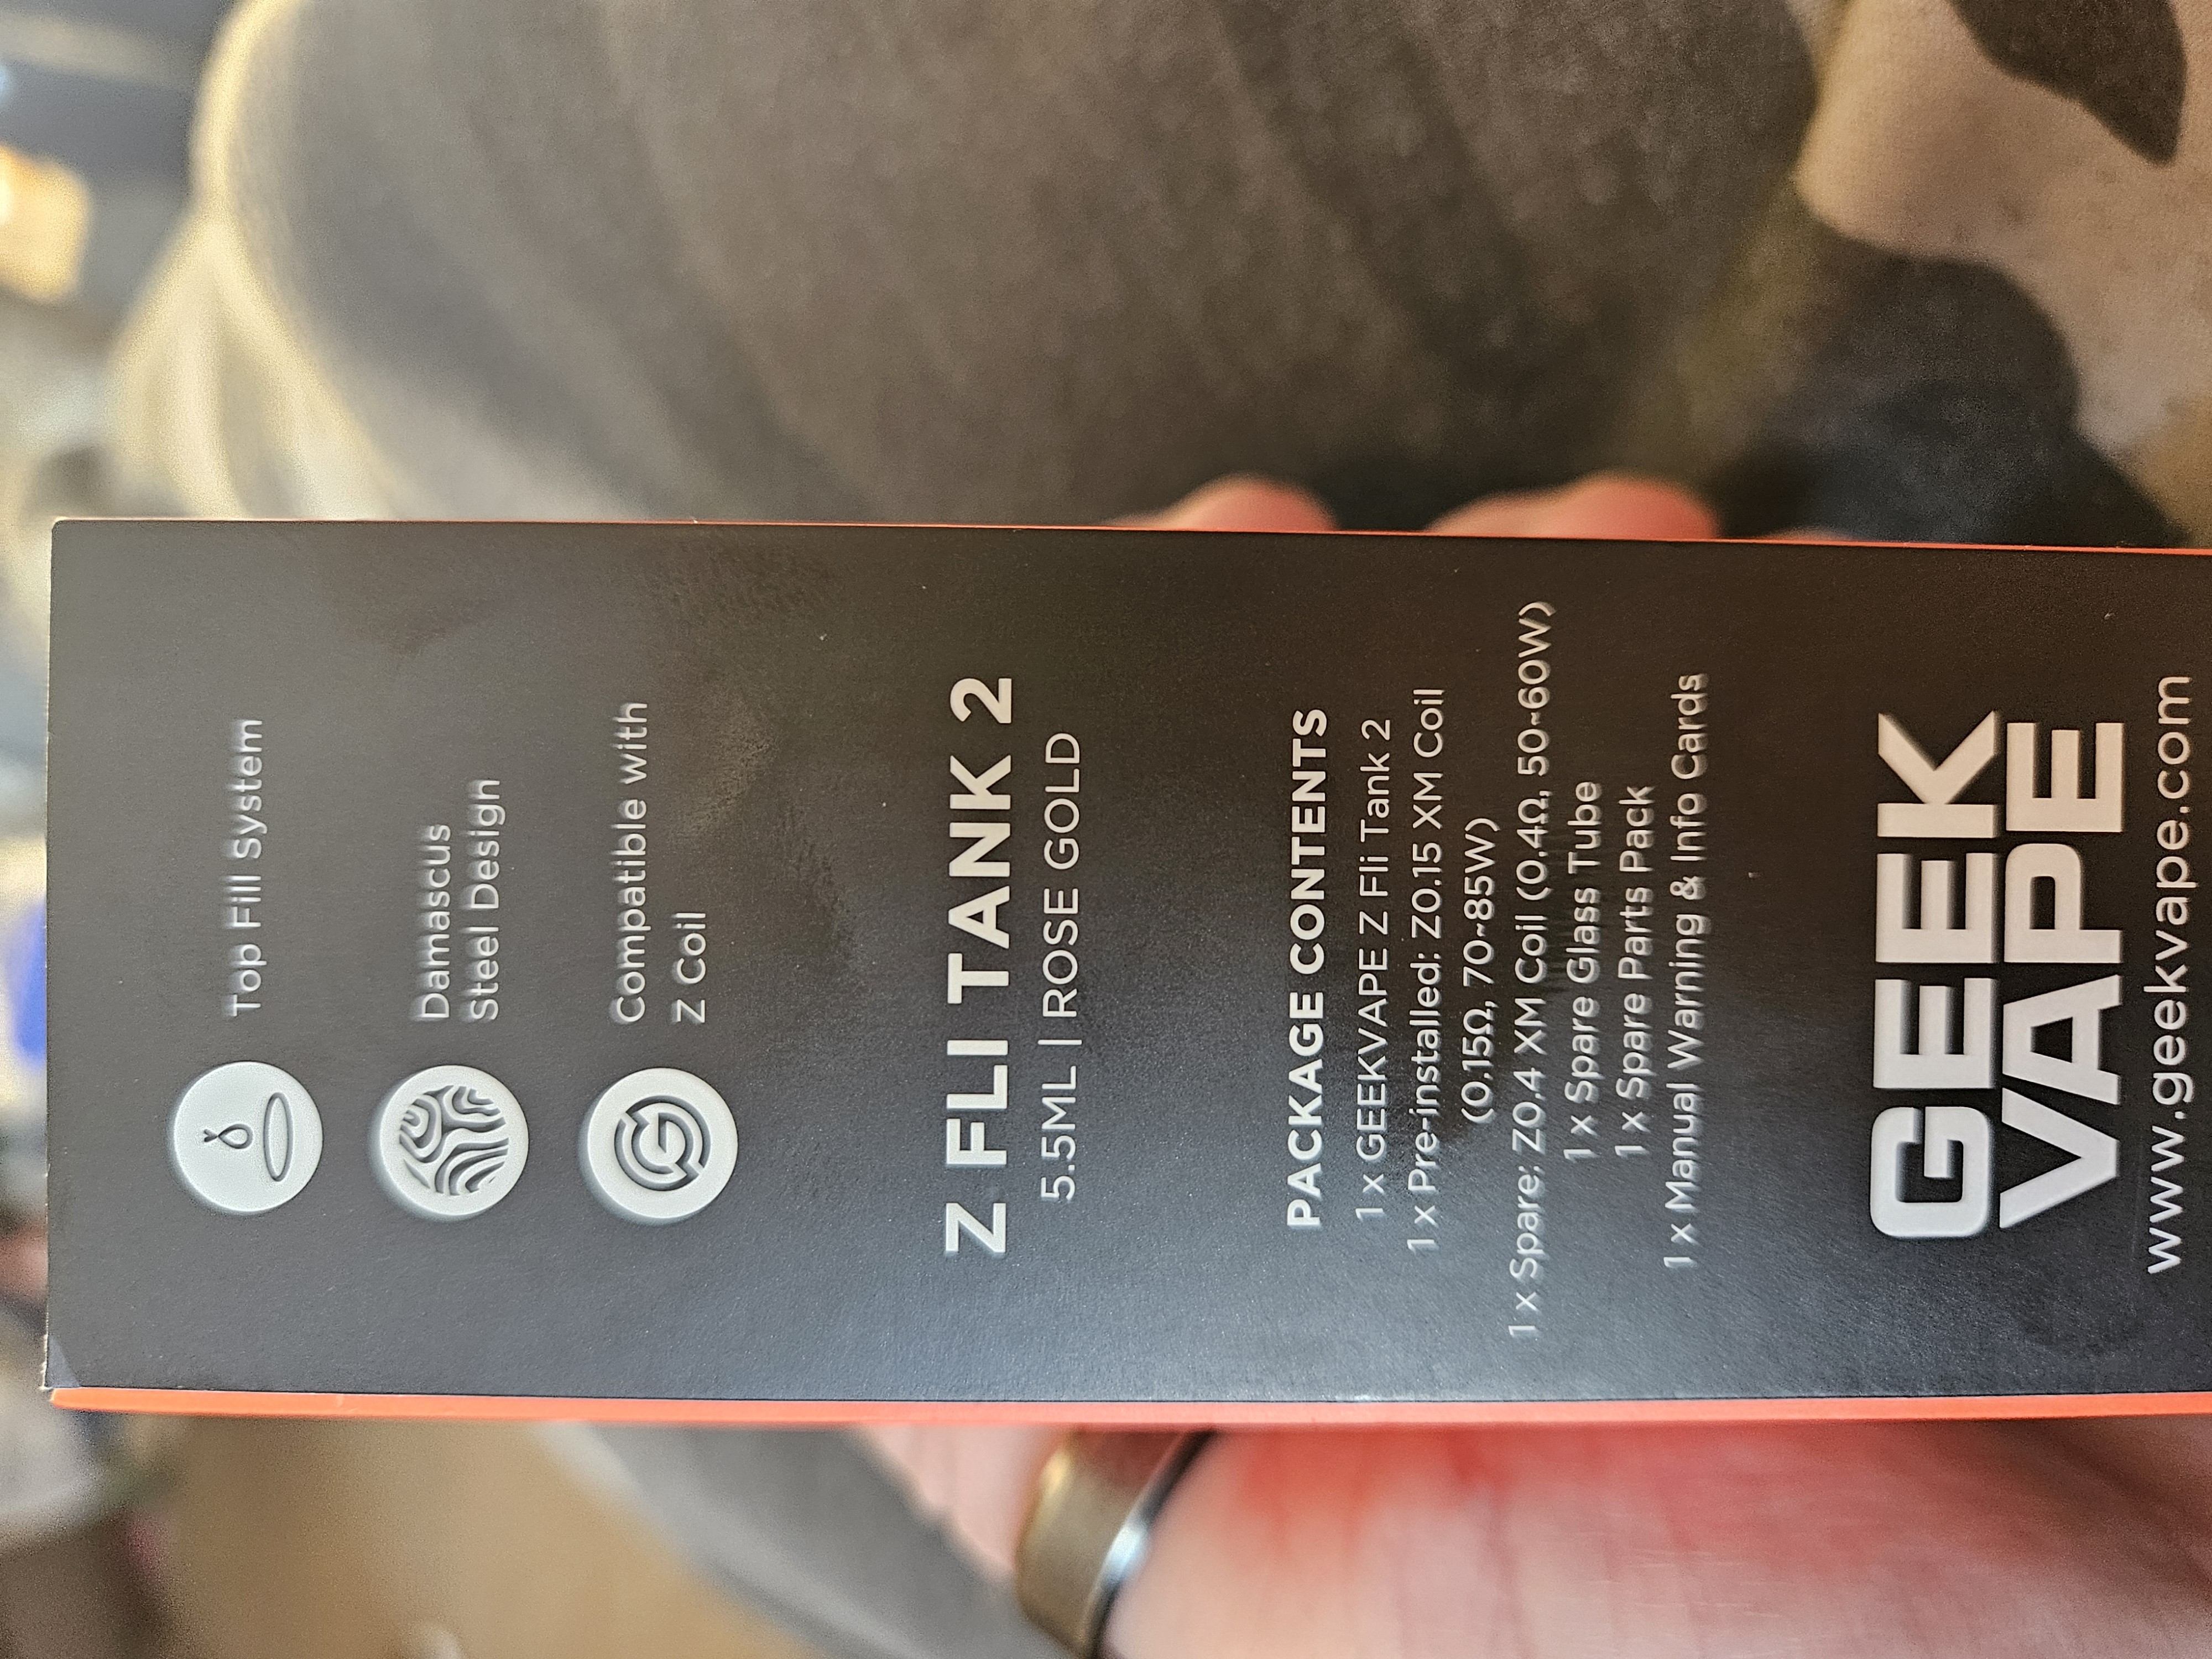 Top Fill System
Damascus
Steel Design
Compatible with
Z Coil
Z FLI TANK 2
5.5ML | ROSE GOLD
PACKAGE CONTENTS
1 x GEEKVAPE Z Fli Tank 2
1 x Pre-installed: Z0.15 XM Coil
(0.15Ω, 70~85W)
1 x Spare: Z0.4 XM Coil (0.4Ω, 50~60W)
1 x Spare Glass Tube
1 x Spare Parts Pack
1 x Manual Warning & Info Cards
GEEK
VAPE
www.geekvape.com